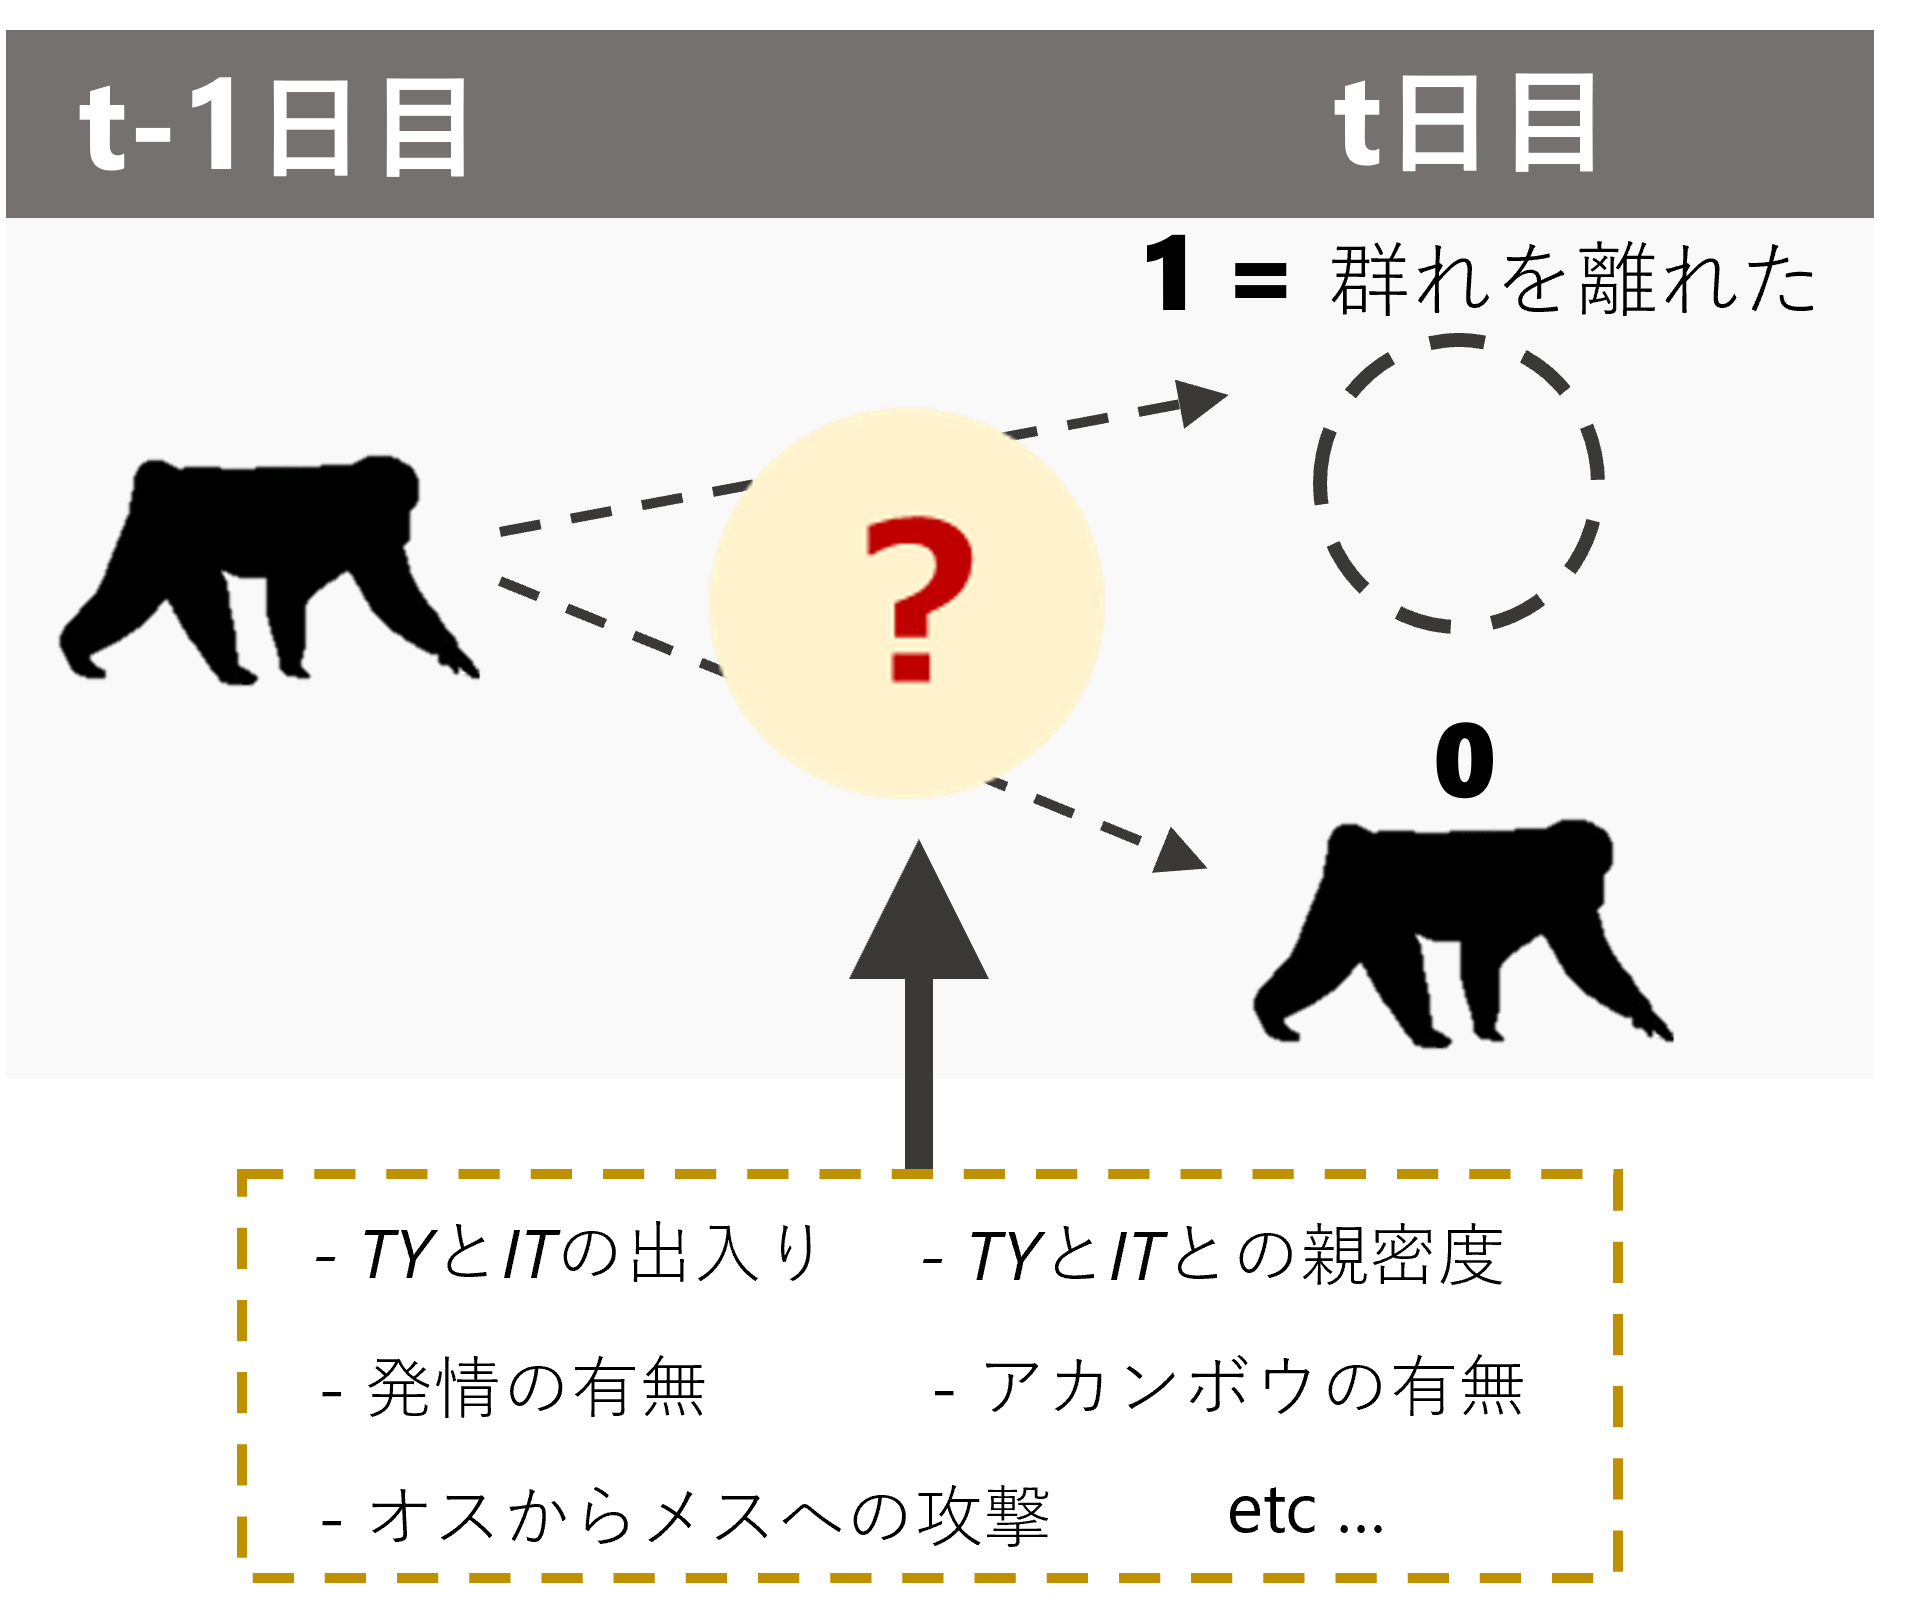 t-1日目 t日目
1 = 群れを離れた
?
0
- TYとITの出入り - TYとITとの親密度
- 発情の有無 - アカンボウの有無
- オスからメスへの攻撃 etc ...